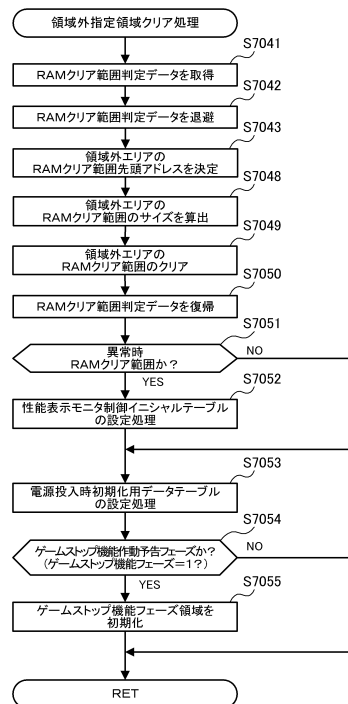 領域外指定領域クリア処理
S7041
RAMクリア範囲判定データを取得
S7042
RAMクリア範囲判定データを退避
S7043
領域外エリアの
RAMクリア範囲先頭アドレスを決定
S7048
領域外エリアの
RAMクリア範囲のサイズを算出
S7049
領域外エリアの
RAMクリア範囲のクリア
S7050
RAMクリア範囲判定データを復帰
S7051
異常時
RAMクリア範囲か?
NO
YES
S7052
性能表示モニタ制御イニシャルテーブル
の設定処理
S7053
電源投入時初期化用データテーブル
の設定処理
S7054
ゲームストップ機能作動予告フェーズか?
(ゲームストップ機能フェーズ=1?)
NO
YES
S7055
ゲームストップ機能フェーズ領域を
初期化
RET